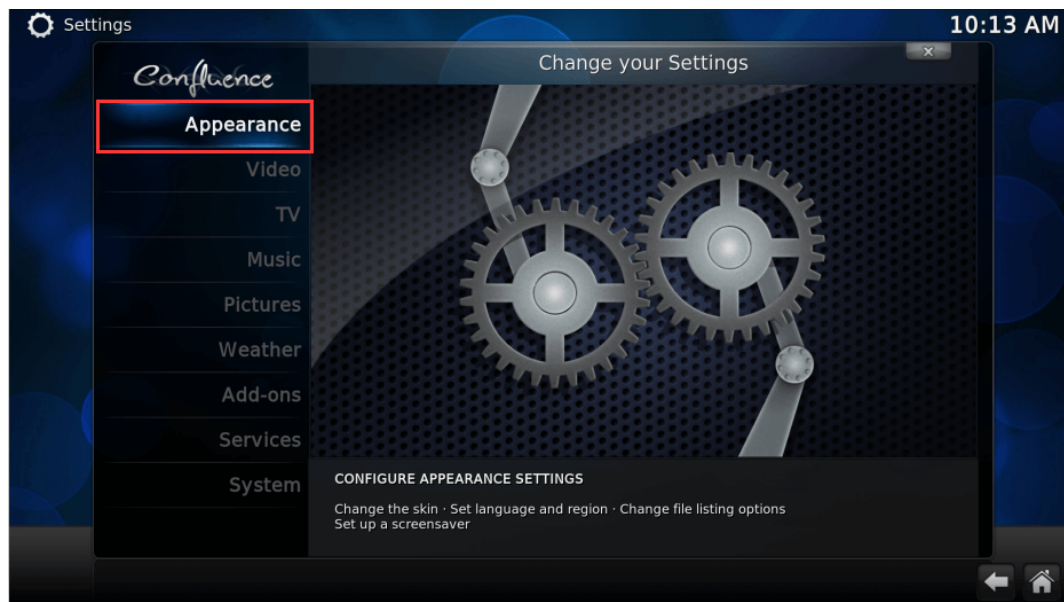 Settings
10:13 AM
Confluence
Change your Settings
x
Appearance
Video
TV
Music
Pictures
Weather
Add-ons
Services
System
CONFIGURE APPEARANCE SETTINGS
Change the skin · Set language and region · Change file listing options
Set up a screensaver